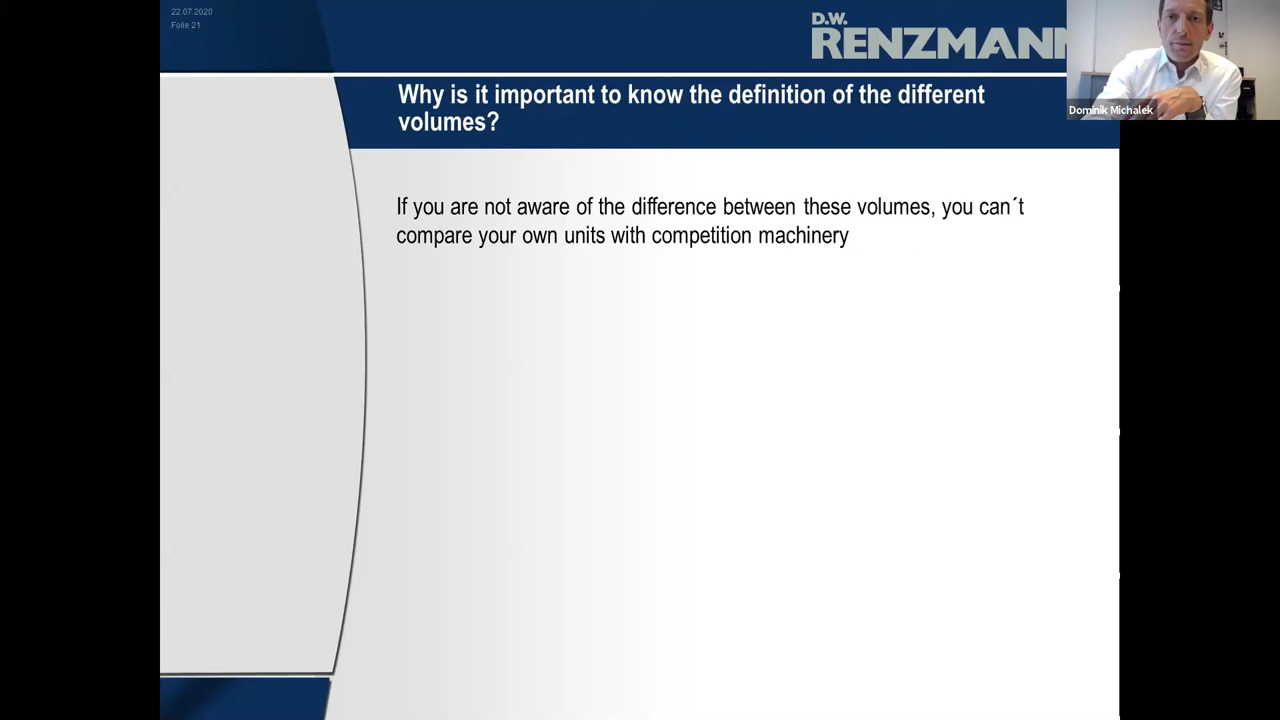 22.07.2020
Folie 21
D.W.
RENZMANN
Dominik Michalek
Why is it important to know the definition of the different
volumes?
If you are not aware of the difference between these volumes, you can´t
compare your own units with competition machinery